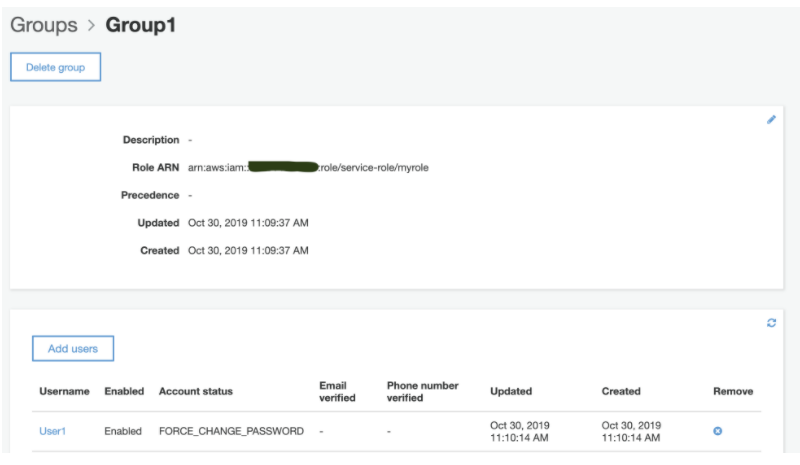 Groups > Group1
Delete group
Description -
Role ARN arn:aws:iam: :role/service-role/myrole
Precedence -
Updated Oct 30, 2019 11:09:37 AM
Created Oct 30, 2019 11:09:37 AM
Add users
Username Enabled Account status Email verified Phone number verified Updated Created Remove
User1 Enabled FORCE_CHANGE_PASSWORD - - Oct 30, 2019 11:10:14 AM Oct 30, 2019 11:10:14 AM